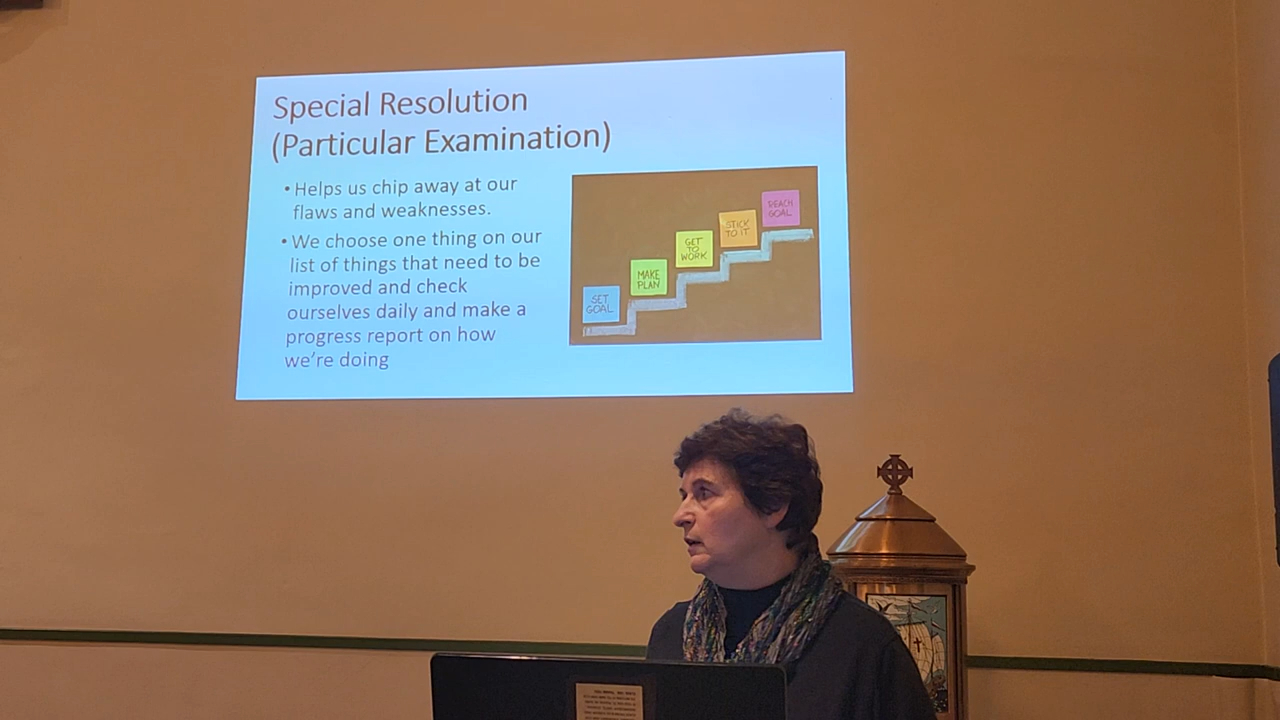 Special Resolution
(Particular Examination)
• Helps us chip away at our
flaws and weaknesses.
• We choose one thing on our
list of things that need to be
improved and check
ourselves daily and make a
progress report on how
we're doing
REACH
GOAL
STICK
TO IT
GET
TO
WORK
MAKE
PLAN
SET
GOAL